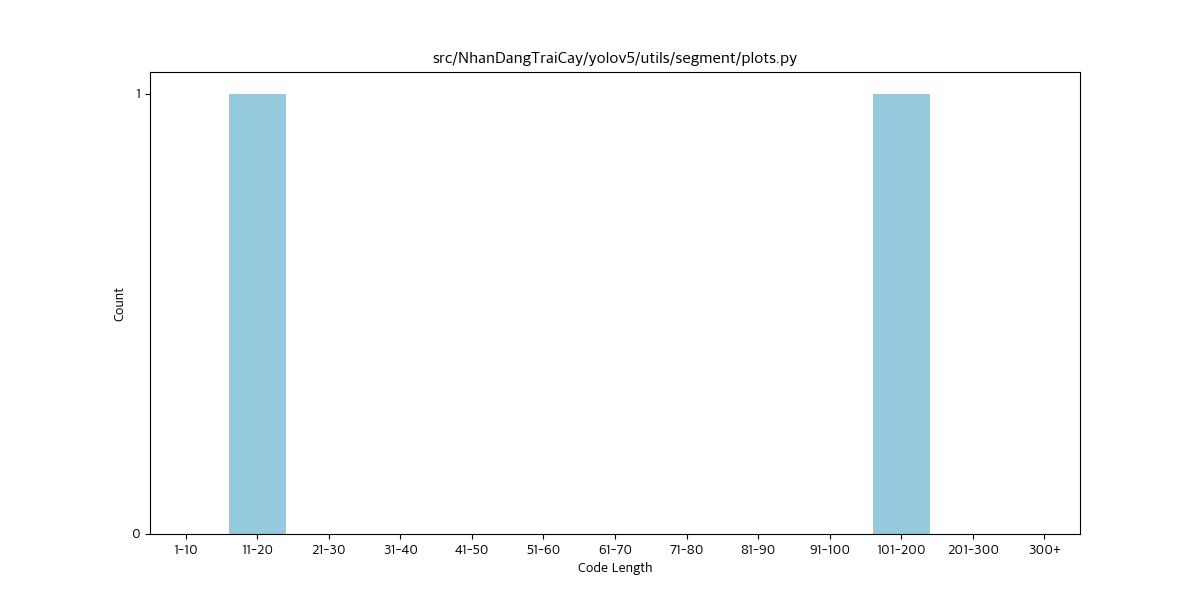 src/NhanDangTraiCay/yolov5/utils/segment/plots.py
1
Count
0
1-10 11-20 21-30 31-40 41-50 51-60 61-70 71-80 81-90 91-100 101-200 201-300 300+
Code Length